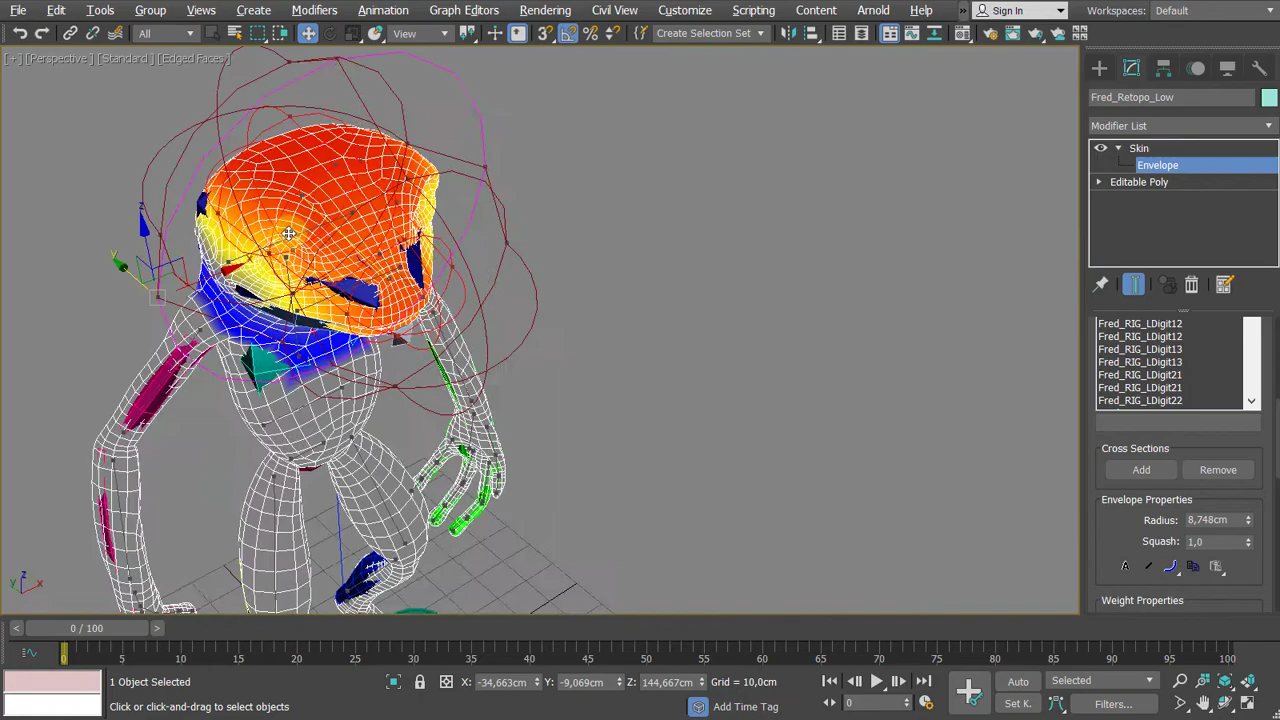 File Edit Tools Group Views Create Modifiers Animation Graph Editors Rendering Civil View Customize Scripting Content Arnold Help » Sign In Workspaces: Default
All View Create Selection Set
[+] [Perspective] [Standard] [Edged Faces]
Fred_Retopo_Low
Modifier List
Skin
Envelope
Editable Poly
Fred_RIG_LDigit12
Fred_RIG_LDigit12
Fred_RIG_LDigit13
Fred_RIG_LDigit13
Fred_RIG_LDigit21
Fred_RIG_LDigit21
Fred_RIG_LDigit22
Cross Sections
Add Remove
Envelope Properties
Radius: 8,748cm
Squash: 1,0
Weight Properties
z
y
z
y x
< 0 / 100 >
0 5 10 15 20 25 30 35 40 45 50 55 60 65 70 75 80 85 90 95 100
1 Object Selected X: -34,663cm Y: -9,069cm Z: 144,667cm Grid = 10,0cm Auto Selected
Click or click-and-drag to select objects Add Time Tag 0 Set K. Filters...